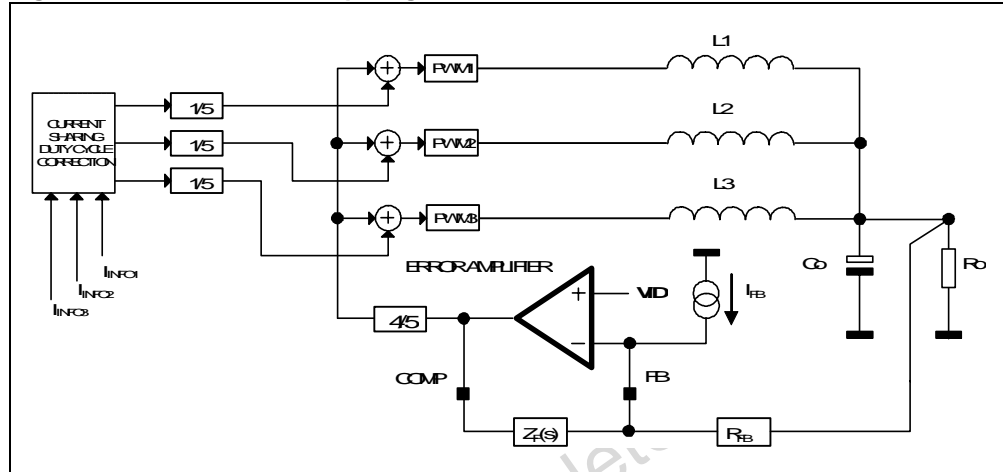 L1
PWM1
1/5
CURRENT
SHARING
DUTY CYCLE
CORRECTION
L2
1/5
PWM2
1/5
L3
PWM3
IINFO1
IINFO2
IINFO3
ERROR AMPLIFIER
4/5
+
VID
−
IFB
CO
RO
COMP
FB
ZF(s)
RFB